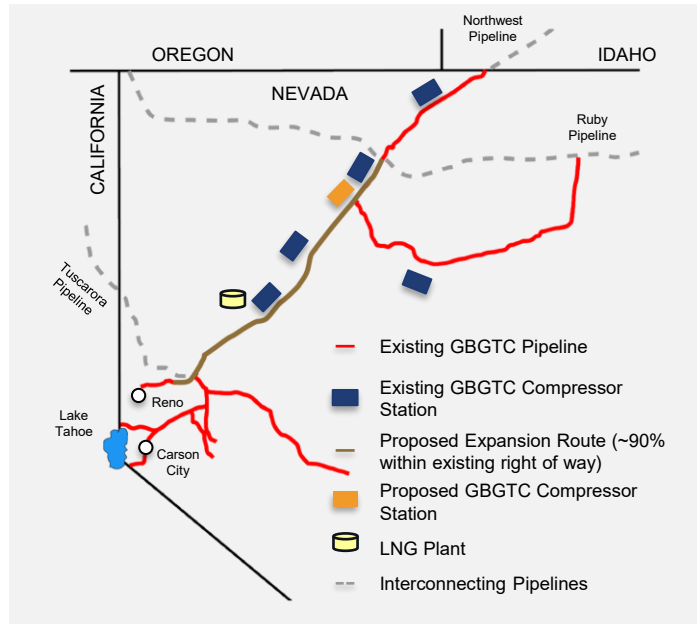 Northwest
Pipeline
OREGON
IDAHO
NEVADA
CALIFORNIA
Ruby
Pipeline
Tuscarora
Pipeline
Existing GBGTC Pipeline
Existing GBGTC Compressor
Station
Reno
Lake
Tahoe
Carson
City
Proposed Expansion Route (~90%
within existing right of way)
Proposed GBGTC Compressor
Station
LNG Plant
Interconnecting Pipelines